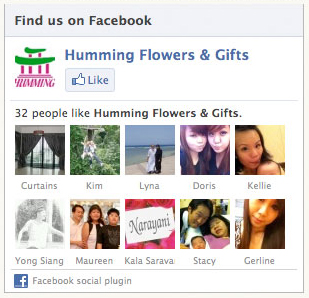 Find us on Facebook
HUMMING
Humming Flowers & Gifts
Like
32 people like Humming Flowers & Gifts.
Narayani
Curtains Kim Lyna Doris Kellie
Yong Siang Maureen Kala Sarava Stacy Gerline
Facebook social plugin